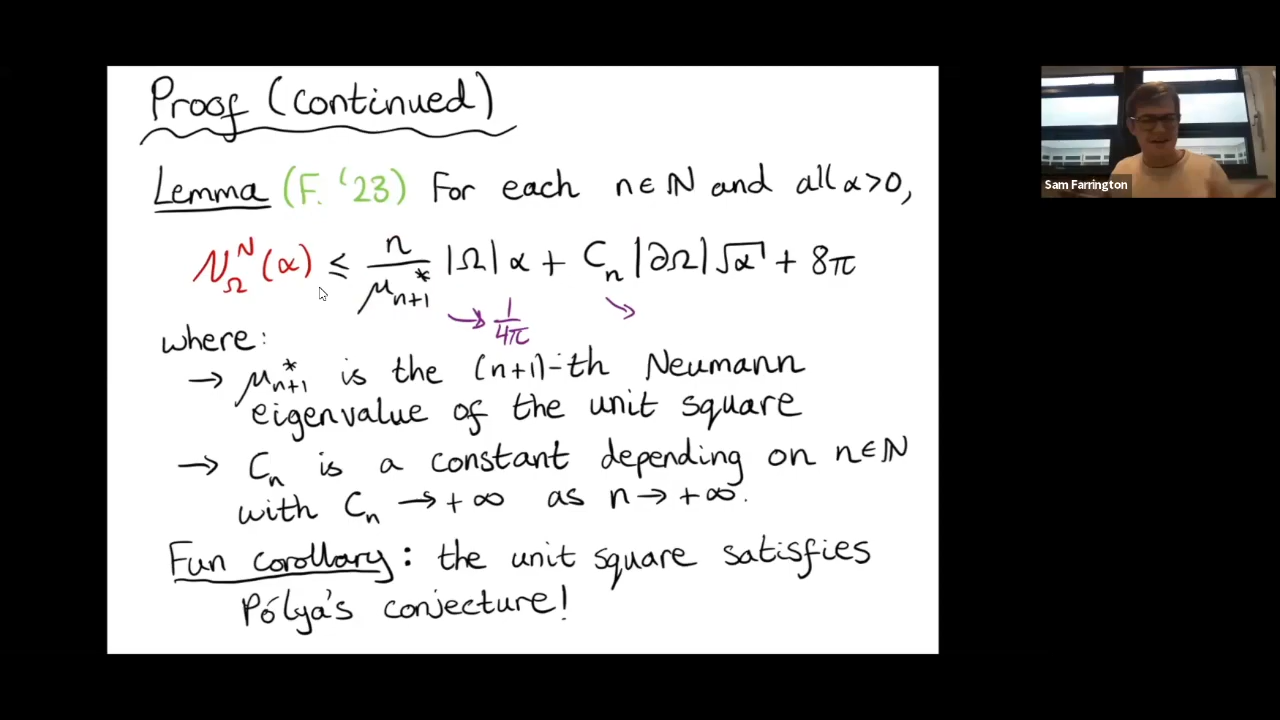 Proof (continued)
Lemma (F. '23) For each n ∈ ℕ and all α>0,
𝒩_Ω^N(α) ≤ n/μ*_{n+1} |Ω| α + C_n |∂Ω| √α + 8π
→ 1/4π →
where:
→ μ*_{n+1} is the (n+1)-th Neumann
eigenvalue of the unit square
→ C_n is a constant depending on n ∈ ℕ
with C_n → +∞ as n → +∞.
Fun corollary: the unit square satisfies
Pólya's conjecture!
Sam Farrington